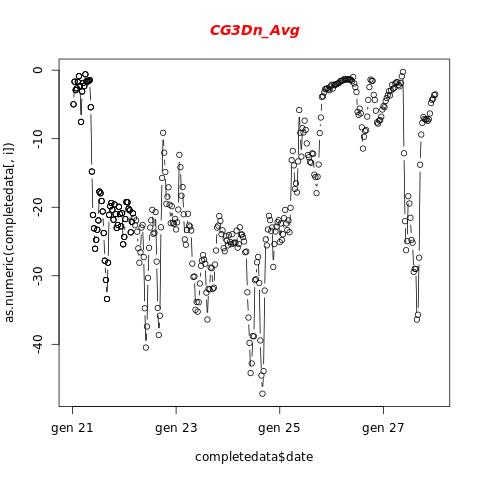 CG3Dn_Avg
as.numeric(completedata[, i])
0
-10
-20
-30
-40
gen 21
gen 23
gen 25
gen 27
completedata$date